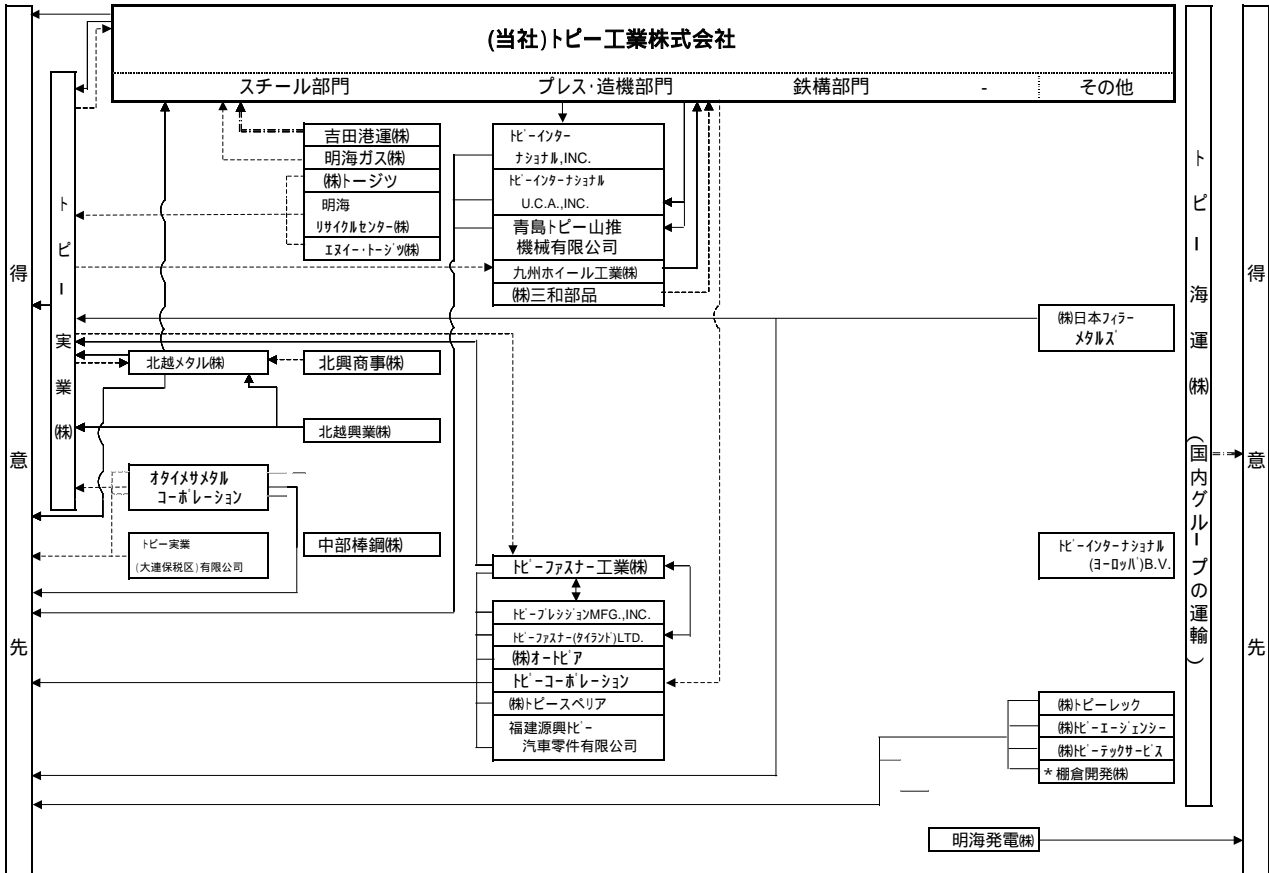 (当社)トピー工業株式会社
スチール部門
プレス・造機部門
鉄構部門
-
その他
得意先
トピー実業㈱
吉田港運㈱
明海ガス㈱
㈱トージツ
明海
リサイクルセンター㈱
エヌイー・トージツ㈱
トピーインター
ナショナル,INC.
トピーインターナショナル
U.C.A.,INC.
青島トピー山推
機械有限公司
九州ホイール工業㈱
㈱三和部品
㈱日本フィラー
メタルズ
北越メタル㈱
北興商事㈱
北越興業㈱
オタイメサメタル
コーポレーション
トピー実業
(大連保税区)有限公司
中部棒鋼㈱
トピーファスナー工業㈱
トピープレシジョンMFG.,INC.
トピーファスナー(タイランド)LTD.
㈱オートピア
トピーコーポレーション
㈱トピースペリア
福建源興トピー
汽車零件有限公司
トピーインターナショナル
(ヨーロッパ)B.V.
㈱トピーレック
㈱トピーエージェンシー
㈱トピーテックサービス
*棚倉開発㈱
明海発電㈱
トピー海運㈱ (国内グループの運輸)
得意先